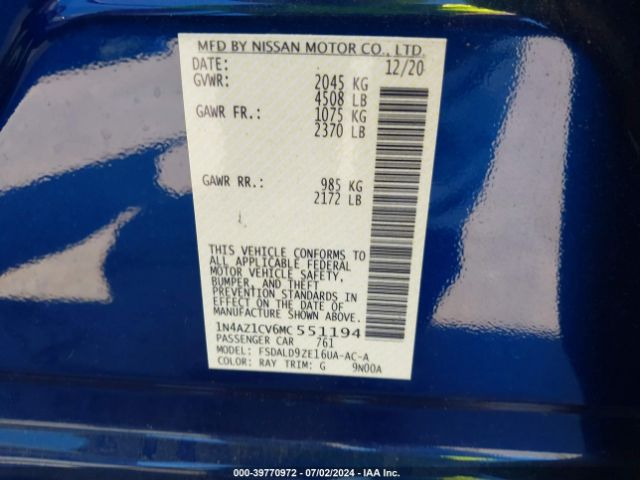 MFD BY NISSAN MOTOR CO., LTD.
DATE: 12/20
GVWR: 2045 KG
4508 LB
GAWR FR.: 1075 KG
2370 LB
GAWR RR.: 985 KG
2172 LB
THIS VEHICLE CONFORMS TO
ALL APPLICABLE FEDERAL
MOTOR VEHICLE SAFETY,
BUMPER, AND THEFT
PREVENTION STANDARDS IN
EFFECT ON THE DATE OF
MANUFACTURE SHOWN ABOVE.
1N4AZ1CV6MC551194
PASSENGER CAR 761
MODEL: FSDALD9ZE16UA-AC-A
COLOR: RAY TRIM: G 9N00A
000-39770972 / 07/02/2024 / IAA Inc.